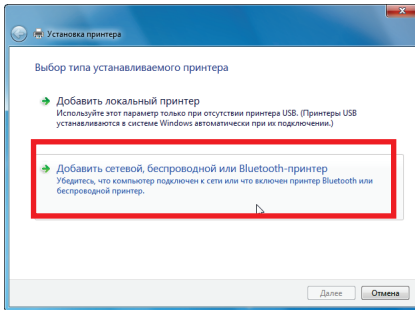 Установка принтера
Выбор типа устанавливаемого принтера
Добавить локальный принтер
Используйте этот параметр только при отсутствии принтера USB. (Принтеры USB
устанавливаются в системе Windows автоматически при их подключении.)
Добавить сетевой, беспроводной или Bluetooth-принтер
Убедитесь, что компьютер подключен к сети или что включен принтер Bluetooth или
беспроводной принтер.
Далее Отмена